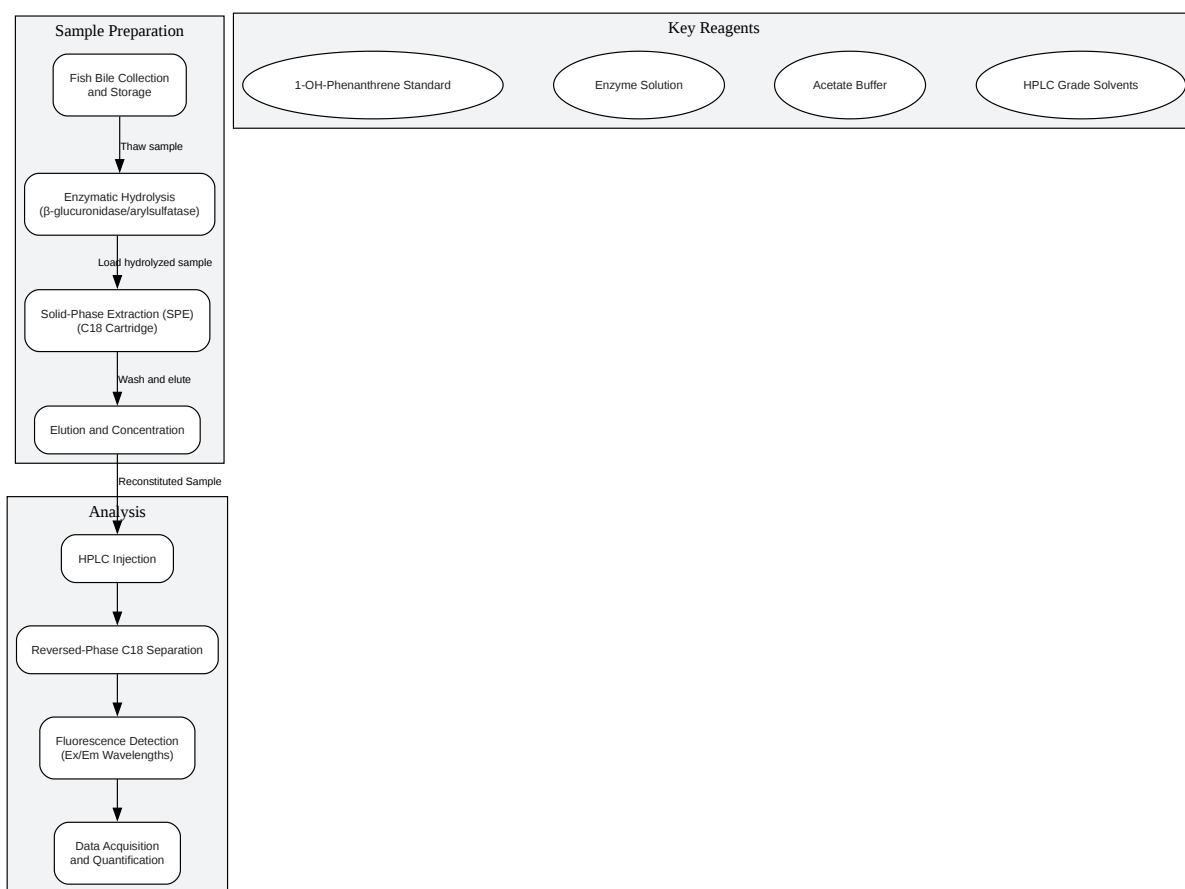 Sample Preparation
Fish Bile Collection
and Storage
Thaw sample
Enzymatic Hydrolysis
(β-glucuronidase/arylsulfatase)
Load hydrolyzed sample
Solid-Phase Extraction (SPE)
(C18 Cartridge)
Wash and elute
Elution and Concentration
Reconstituted Sample
Analysis
HPLC Injection
Reversed-Phase C18 Separation
Fluorescence Detection
(Ex/Em Wavelengths)
Data Acquisition
and Quantification
Key Reagents
1-OH-Phenanthrene Standard
Enzyme Solution
Acetate Buffer
HPLC Grade Solvents